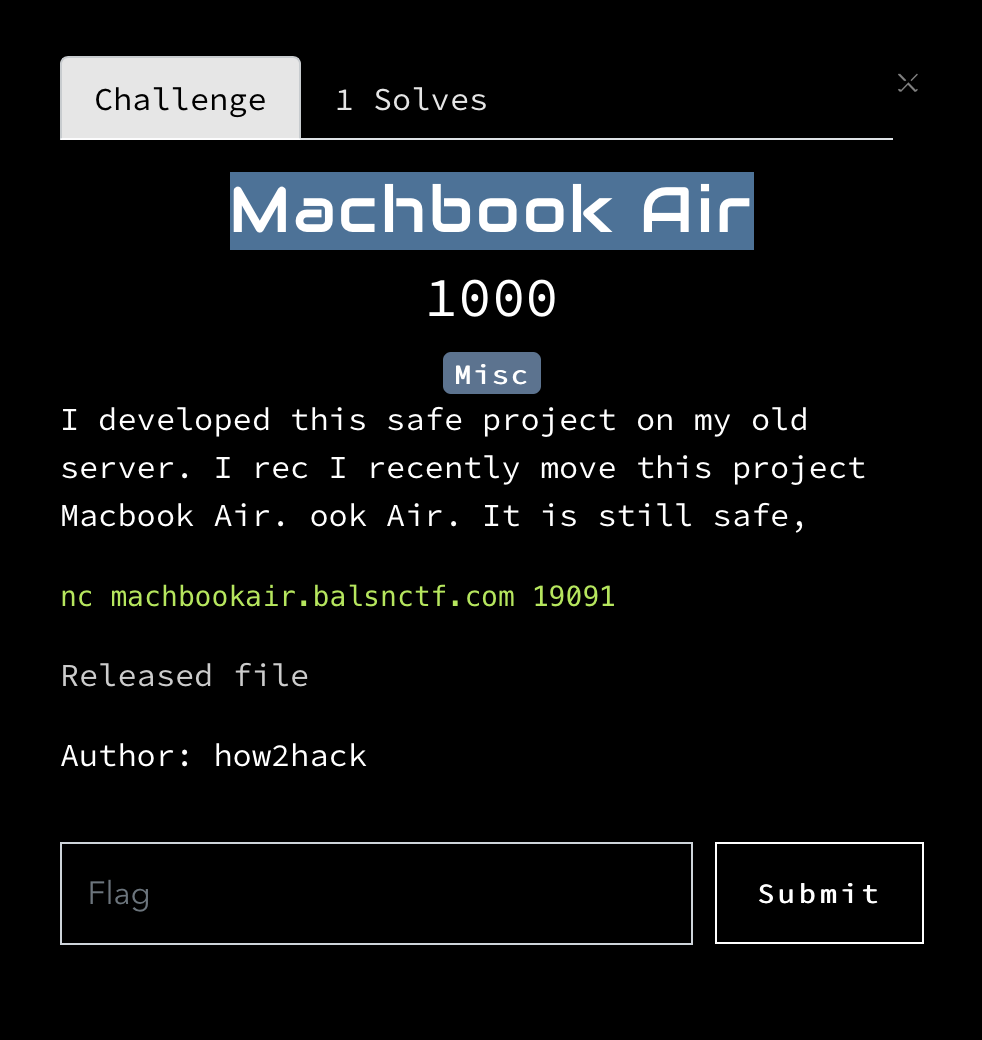 Challenge
1 Solves
Machbook Air
1000
Misc
I developed this safe project on my old
server. I rec I recently move this project
Macbook Air. ook Air. It is still safe,
nc machbookair.balsnctf.com 19091
Released file
Author: how2hack
Flag
Submit